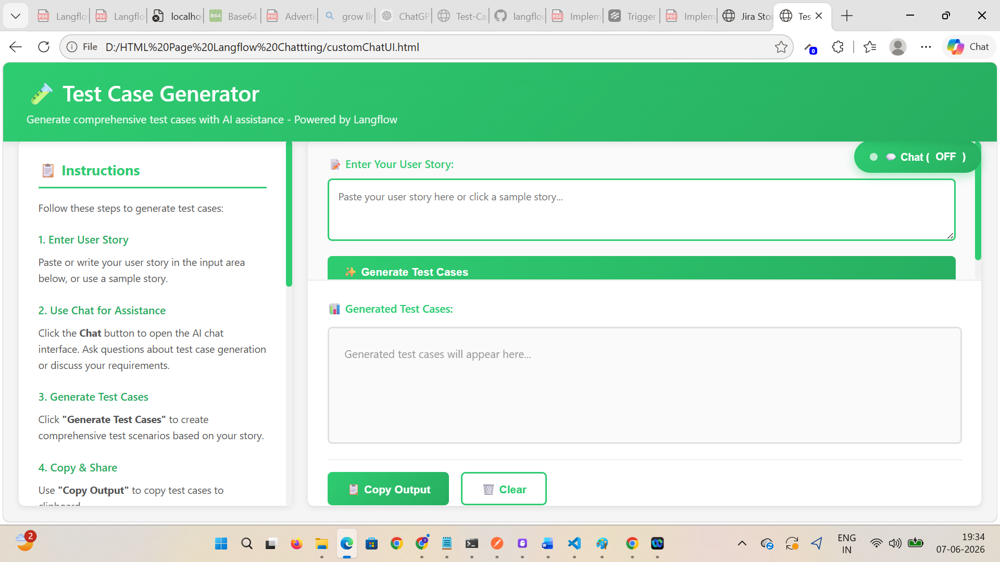 Langflo
Langflo
localho
B64
Base64
Adverti
grow llr
ChatGP
Test-Ca
langflow
Implem
Trigger
Implem
Jira Stor
Tes
File
D:/HTML%20Page%20Langflow%20Chattting/customChatUI.html
0
Chat
Test Case Generator
Generate comprehensive test cases with AI assistance - Powered by Langflow
Instructions
Follow these steps to generate test cases:
1. Enter User Story
Paste or write your user story in the input area
below, or use a sample story.
2. Use Chat for Assistance
Click the Chat button to open the AI chat
interface. Ask questions about test case generation
or discuss your requirements.
3. Generate Test Cases
Click "Generate Test Cases" to create
comprehensive test scenarios based on your story.
4. Copy & Share
Use "Copy Output" to copy test cases to
clipboard
Enter Your User Story:
Chat ( OFF )
Paste your user story here or click a sample story...
Generate Test Cases
Generated Test Cases:
Generated test cases will appear here...
Copy Output
Clear
2
ENG
IN
19:34
07-06-2026